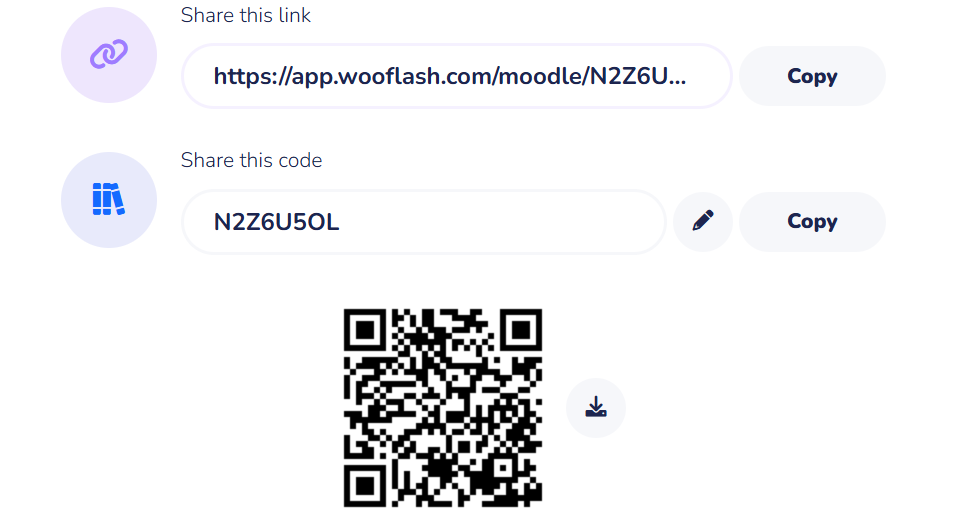 Share this link
https://app.wooflash.com/moodle/N2Z6U...
Copy
Share this code
N2Z6U5OL
Copy